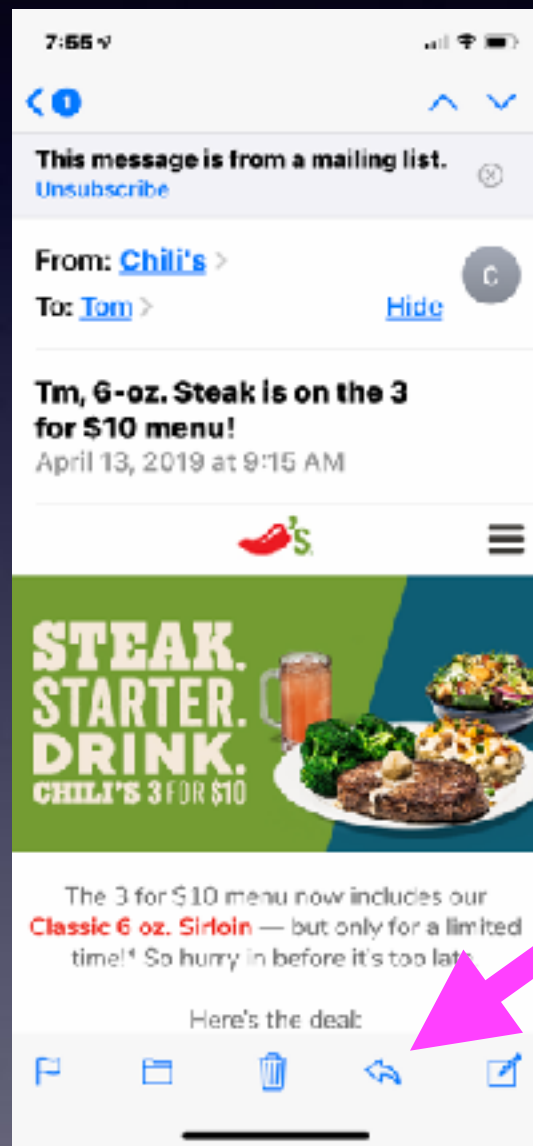 7:55
1
This message is from a mailing list.
Unsubscribe
From: Chili's >
C
To: Tom >
Hide
Tm, 6-oz. Steak is on the 3
for $10 menu!
April 13, 2019 at 9:15 AM
's
STEAK.
STARTER.
DRINK.
CHILI'S 3 FOR $10
The 3 for $10 menu now includes our
Classic 6 oz. Sirloin — but only for a limited
time!* So hurry in before it's too late
Here's the deal: